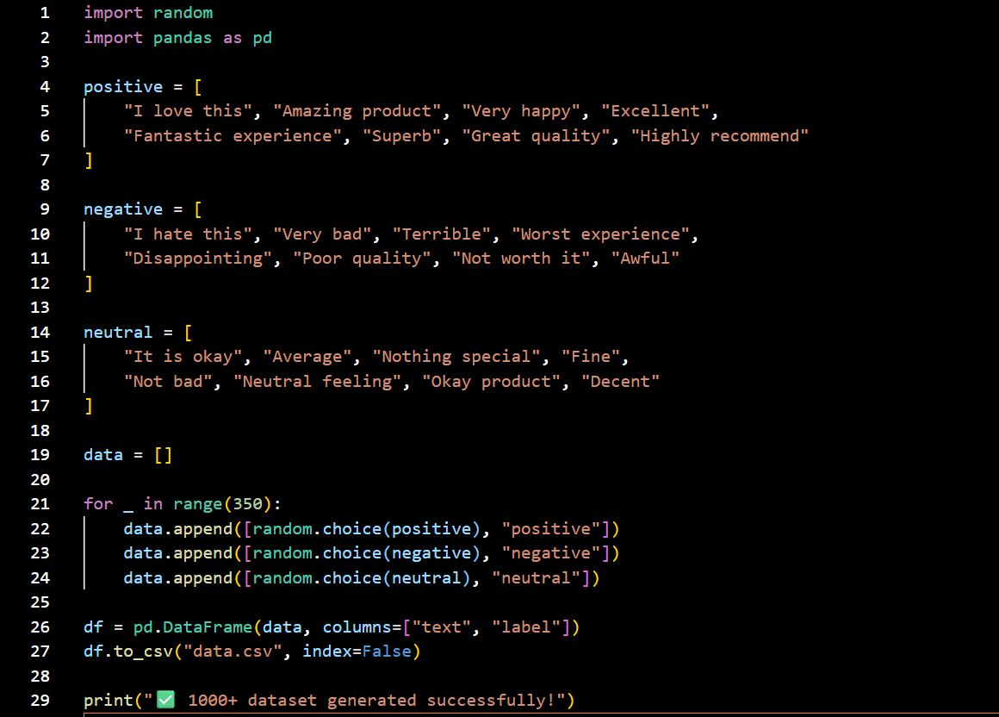 1 import random
2 import pandas as pd
3
4 positive = [
5     "I love this", "Amazing product", "Very happy", "Excellent",
6     "Fantastic experience", "Superb", "Great quality", "Highly recommend"
7 ]
8
9 negative = [
10     "I hate this", "Very bad", "Terrible", "Worst experience",
11     "Disappointing", "Poor quality", "Not worth it", "Awful"
12 ]
13
14 neutral = [
15     "It is okay", "Average", "Nothing special", "Fine",
16     "Not bad", "Neutral feeling", "Okay product", "Decent"
17 ]
18
19 data = []
20
21 for _ in range(350):
22     data.append([random.choice(positive), "positive"])
23     data.append([random.choice(negative), "negative"])
24     data.append([random.choice(neutral), "neutral"])
25
26 df = pd.DataFrame(data, columns=["text", "label"])
27 df.to_csv("data.csv", index=False)
28
29 print("✅ 1000+ dataset generated successfully!")